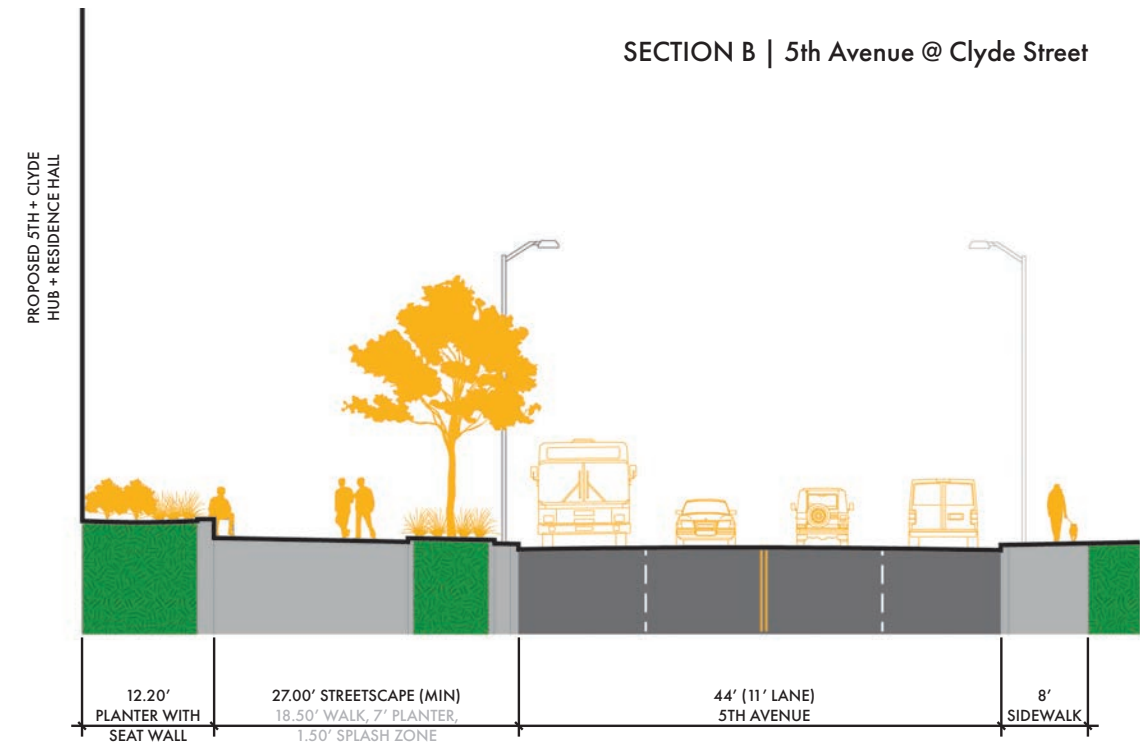 SECTION B | 5th Avenue @ Clyde Street
PROPOSED 5TH + CLYDE
HUB + RESIDENCE HALL
12.20'
PLANTER WITH
SEAT WALL
27.00' STREETSCAPE (MIN)
18.50' WALK, 7' PLANTER,
1.50' SPLASH ZONE
44' (11' LANE)
5TH AVENUE
8'
SIDEWALK